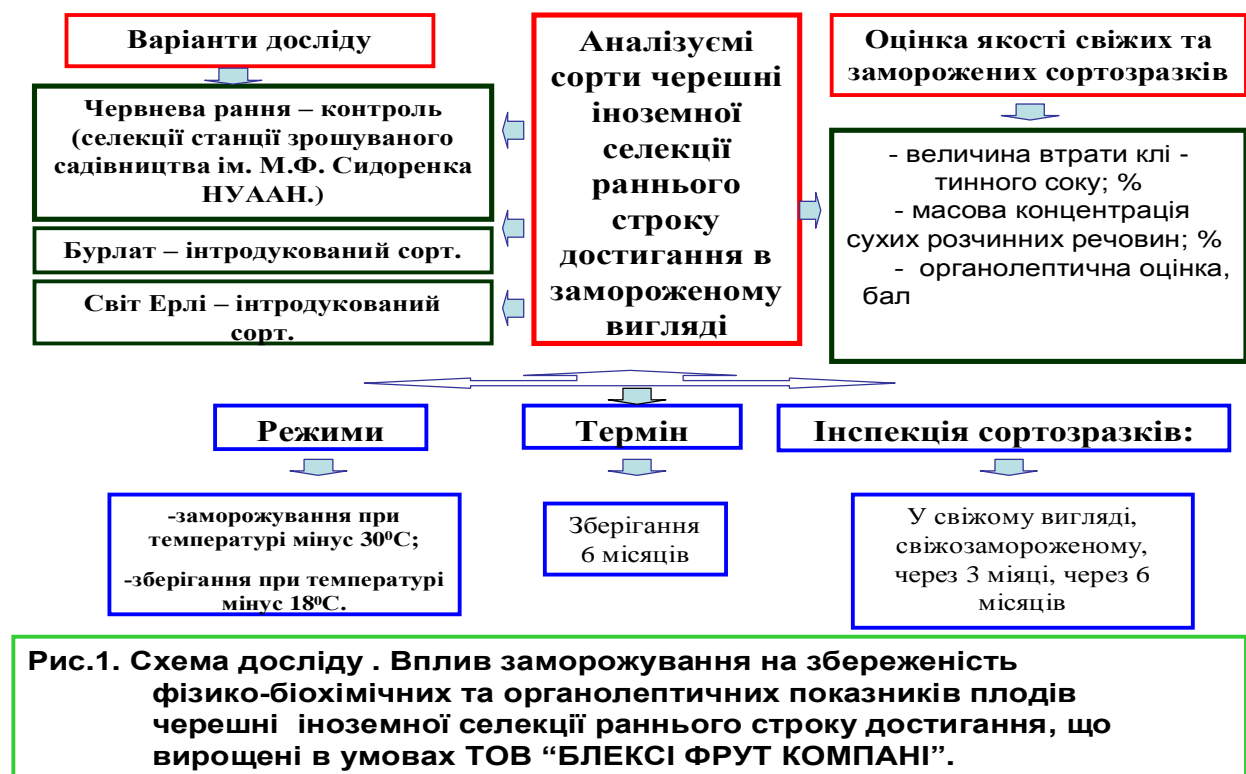 Варіанти досліду
Червнева рання – контроль
(селекції станції зрошуваного
садівництва ім. М.Ф. Сидоренка
НУААН.)
Бурлат – інтродукований сорт.
Світ Ерлі – інтродукований
сорт.
Аналізуємі
сорти черешні
іноземної
селекції
раннього
строку
достигання в
замороженому
вигляді
Оцінка якості свіжих та
заморожених сортозразків
- величина втрати клі -
тинного соку; %
- масова концентрація
сухих розчинних речовин; %
- органолептична оцінка,
бал
Режими
-заморожування при
температурі мінус 30⁰С;
-зберігання при температурі
мінус 18⁰С.
Термін
Зберігання
6 місяців
Інспекція сортозразків:
У свіжому вигляді,
свіжозамороженому,
через 3 міяці, через 6
місяців
Рис.1. Схема досліду . Вплив заморожування на збереженість
фізико-біохімічних та органолептичних показників плодів
черешні іноземної селекції раннього строку достигання, що
вирощені в умовах ТОВ “БЛЕКСІ ФРУТ КОМПАНІ”.